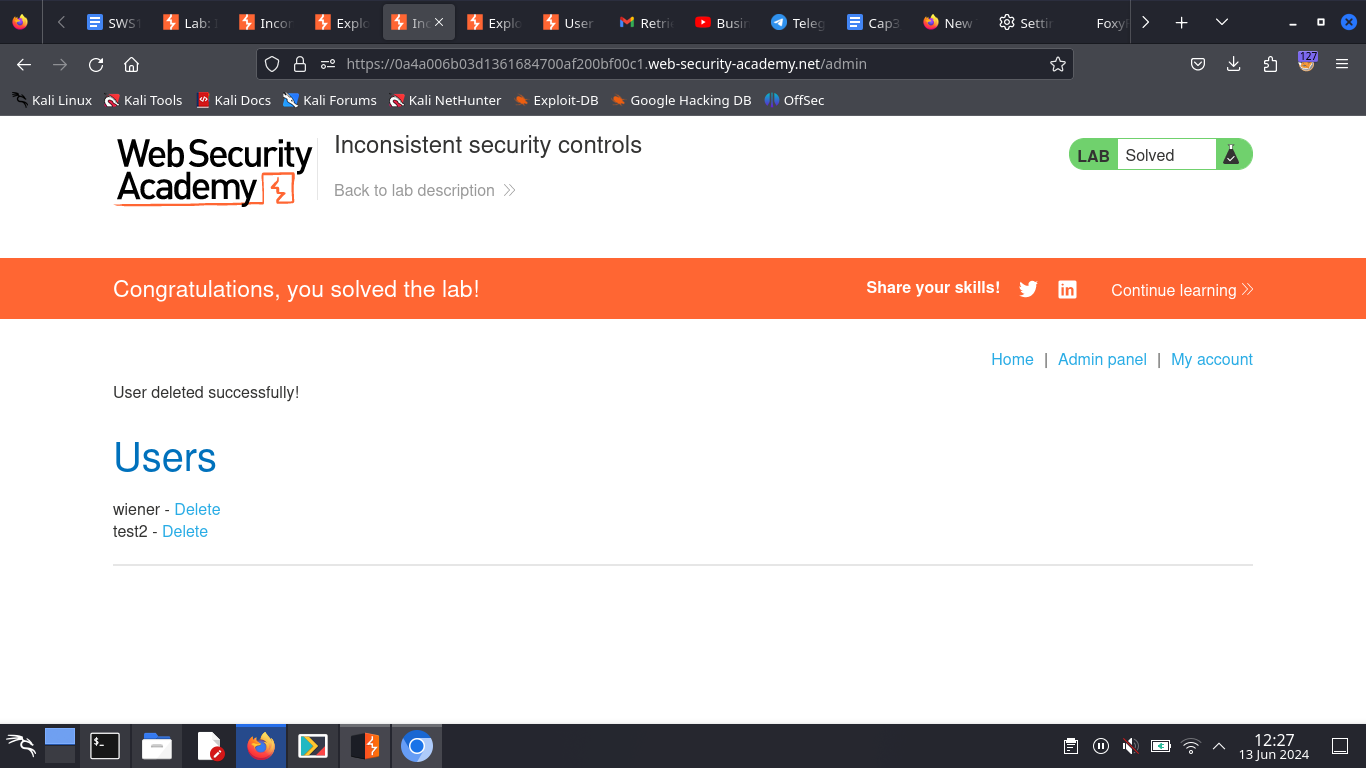 SWS
Lab:
Incor
Explo
Inc
Explo
User
Retri
Busin
Teleg
Cap3
New
Settin
FoxyP
https://0a4a006b03d1361684700af200bf00c1.web-security-academy.net/admin
127
Kali Linux
Kali Tools
Kali Docs
Kali Forums
Kali NetHunter
Exploit-DB
Google Hacking DB
OffSec
Web Security
Academy
Inconsistent security controls
Back to lab description
LAB
Solved
Congratulations, you solved the lab!
Share your skills!
Continue learning
Home | Admin panel | My account
User deleted successfully!
Users
wiener - Delete
test2 - Delete
12:27
13 Jun 2024